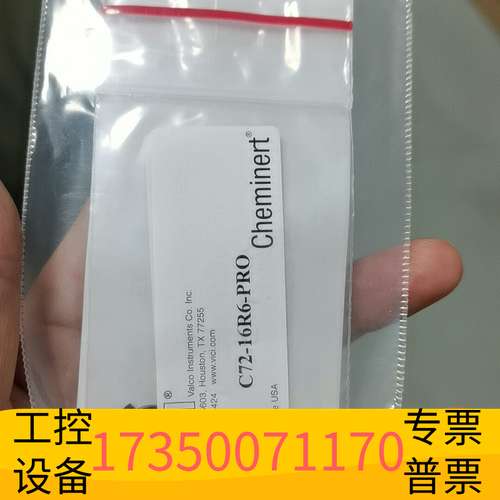 Cheminert®
C72-16R6-PRO
Valco Instruments Co. Inc.
Houston, TX 77255
www.vici.com
USA
®
工控
设备
17350071170
专票
普票